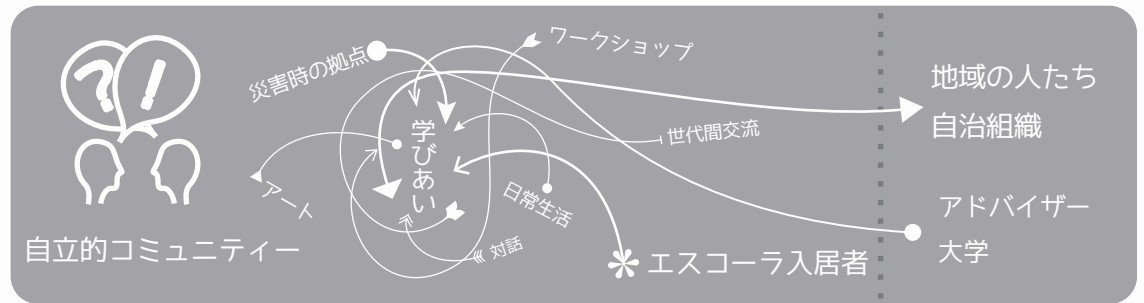 ? !
災害時の拠点
ワークショップ
地域の人たち
自治組織
世代間交流
学びあい
アート
日常生活
アドバイザー
大学
自立的コミュニティー
対話
エスコーラ入居者